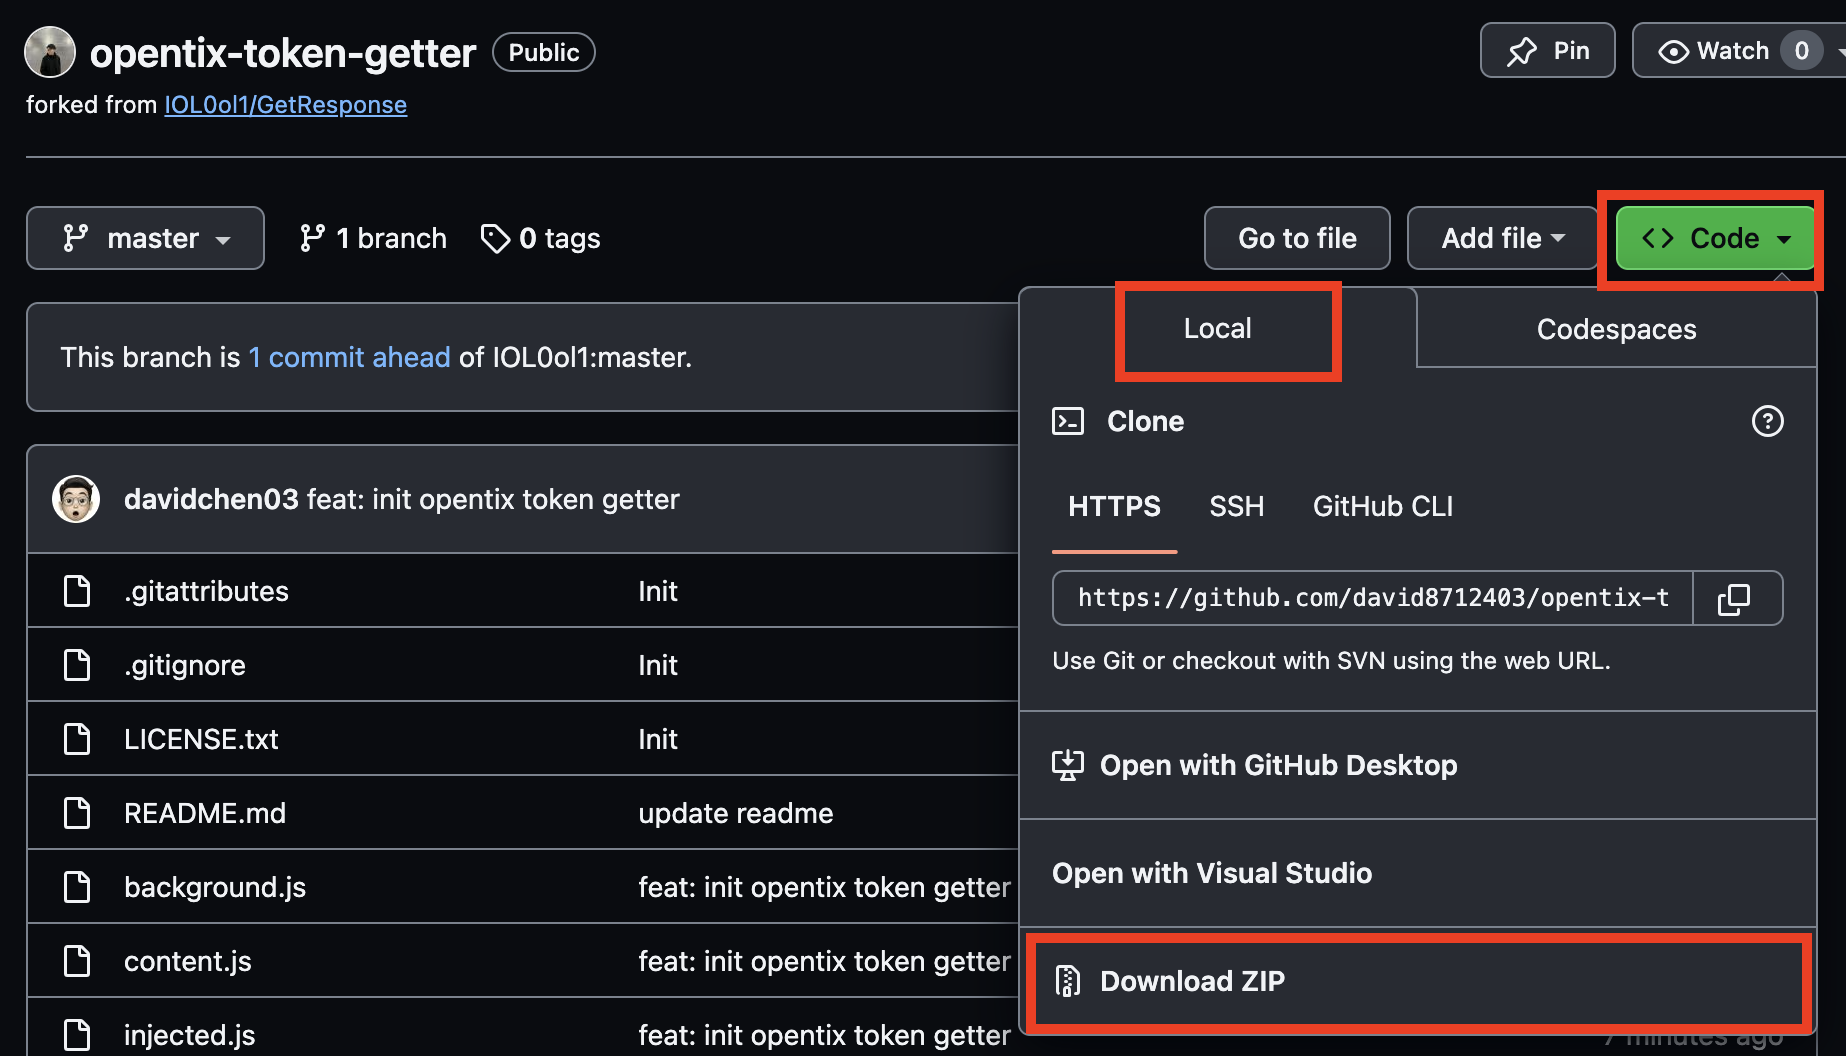 opentix-token-getter Public
Pin
Watch 0
forked from IOL0ol1/GetResponse
master
1 branch
0 tags
Go to file
Add file
<> Code
This branch is 1 commit ahead of IOL0ol1:master.
davidchen03 feat: init opentix token getter
.gitattributes Init
.gitignore Init
LICENSE.txt Init
README.md update readme
background.js feat: init opentix token getter
content.js feat: init opentix token getter
injected.js feat: init opentix token getter
Local
Codespaces
Clone
HTTPS SSH GitHub CLI
https://github.com/david8712403/opentix-t
Use Git or checkout with SVN using the web URL.
Open with GitHub Desktop
Open with Visual Studio
Download ZIP
7 minutes ago